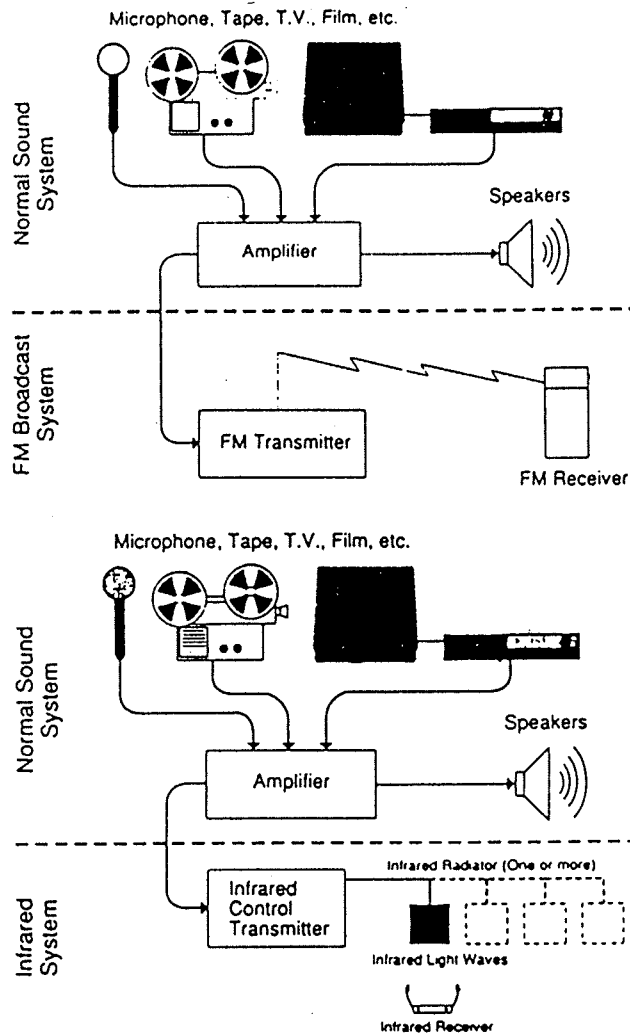 Microphone, Tape, T.V., Film, etc.
Normal Sound
System
Speakers
Amplifier
FM Broadcast
System
FM Transmitter
FM Receiver
Microphone, Tape, T.V., Film, etc.
Normal Sound
System
Speakers
Amplifier
Infrared
System
Infrared Radiator (One or more)
Infrared
Control
Transmitter
Infrared Light Waves
Infrared Receiver